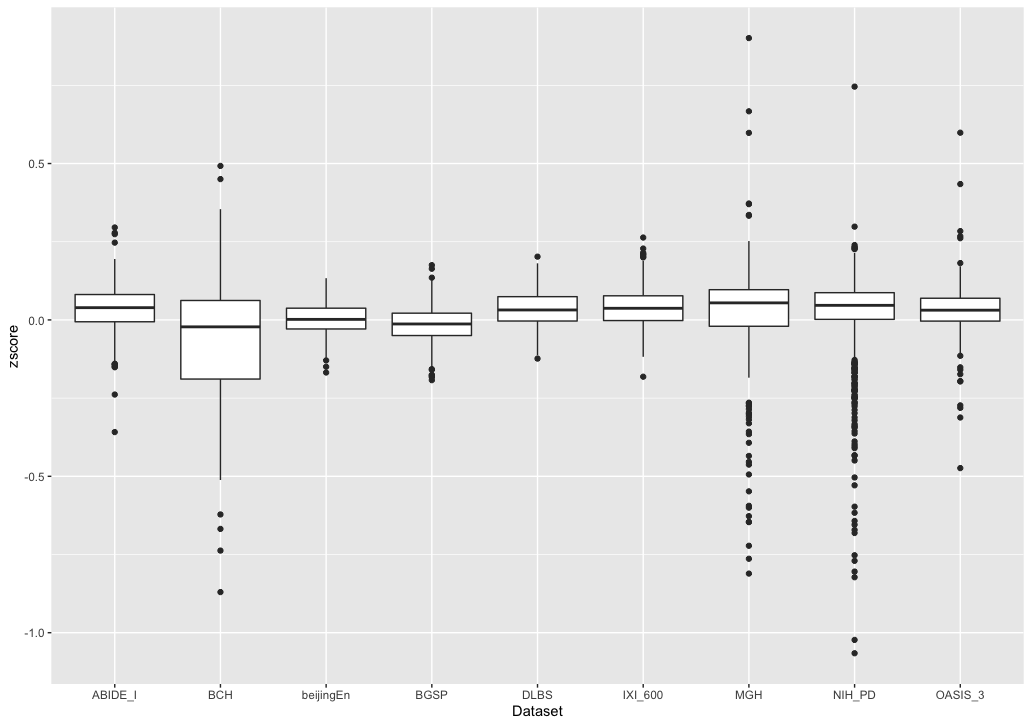 zscore
0.5
0.0
-0.5
-1.0
ABIDE_I BCH beijingEn BGSP DLBS IXI_600 MGH NIH_PD OASIS_3
Dataset